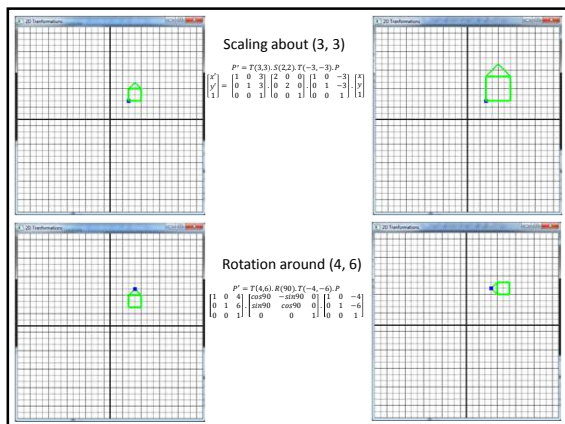 2D Tranformations
2D Tranformations
Scaling about (3, 3)
P' = T(3,3). S(2,2). T(−3, −3). P
[x' y' 1] = [1 0 3; 0 1 3; 0 0 1] . [2 0 0; 0 2 0; 0 0 1] . [1 0 −3; 0 1 −3; 0 0 1] . [x y 1]
2D Tranformations
2D Tranformations
Rotation around (4, 6)
P' = T(4,6). R(90). T(−4, −6). P
[1 0 4; 0 1 6; 0 0 1] . [cos90 −sin90 0; sin90 cos90 0; 0 0 1] . [1 0 −4; 0 1 −6; 0 0 1]